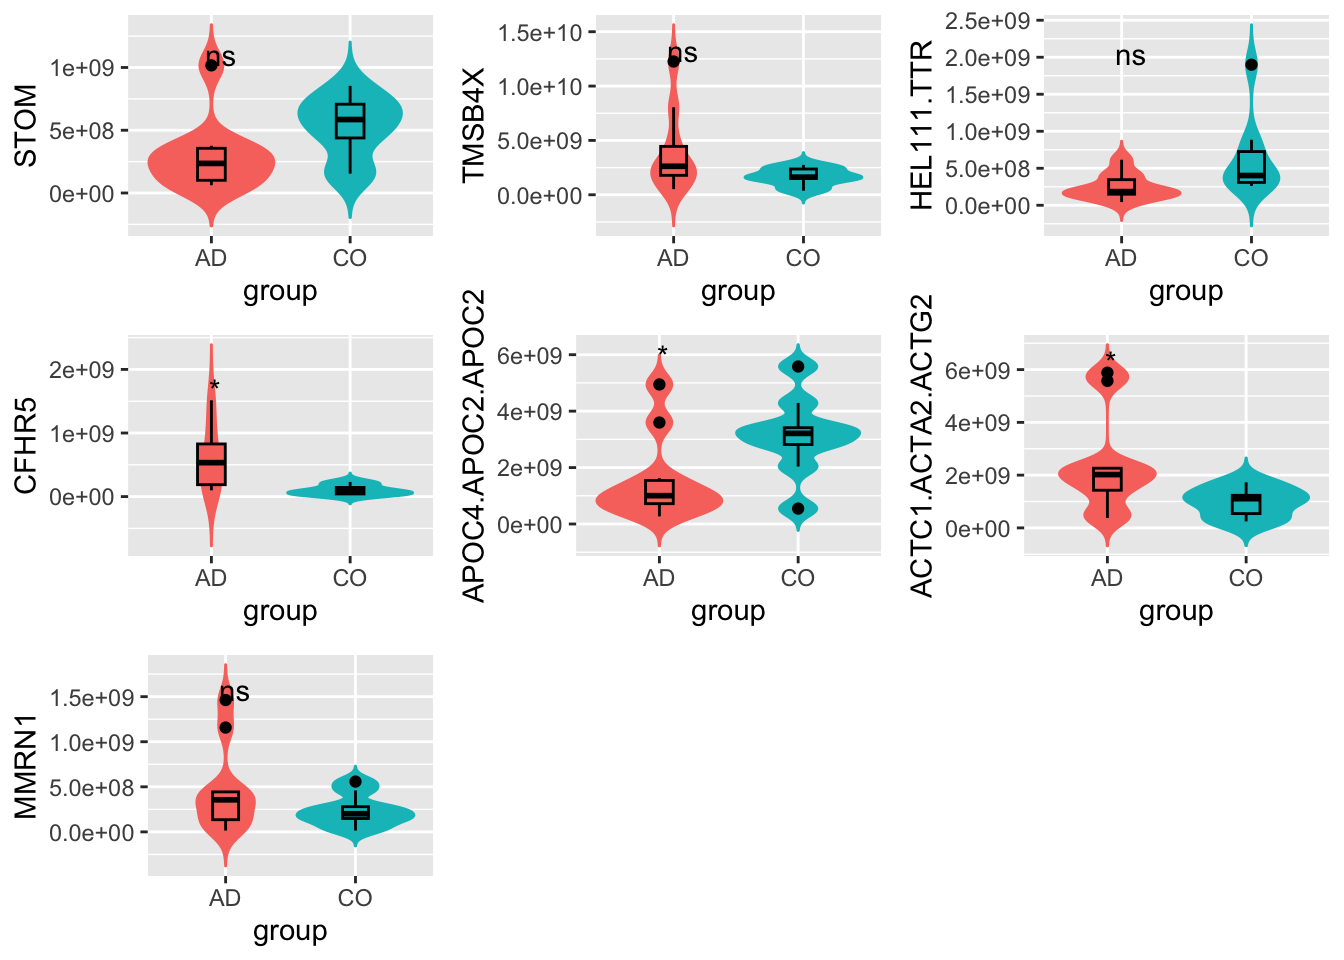 STOM
1e+09
5e+08
0e+00
ns
AD CO
group
TMSB4X
1.5e+10
1.0e+10
5.0e+09
0.0e+00
ns
AD CO
group
HEL111.TTR
2.5e+09
2.0e+09
1.5e+09
1.0e+09
5.0e+08
0.0e+00
ns
AD CO
group
CFHR5
2e+09
1e+09
0e+00
*
AD CO
group
APOC4.APOC2.APOC2
6e+09
4e+09
2e+09
0e+00
*
AD CO
group
ACTC1.ACTA2.ACTG2
6e+09
4e+09
2e+09
0e+00
*
AD CO
group
MMRN1
1.5e+09
1.0e+09
5.0e+08
0.0e+00
ns
AD CO
group